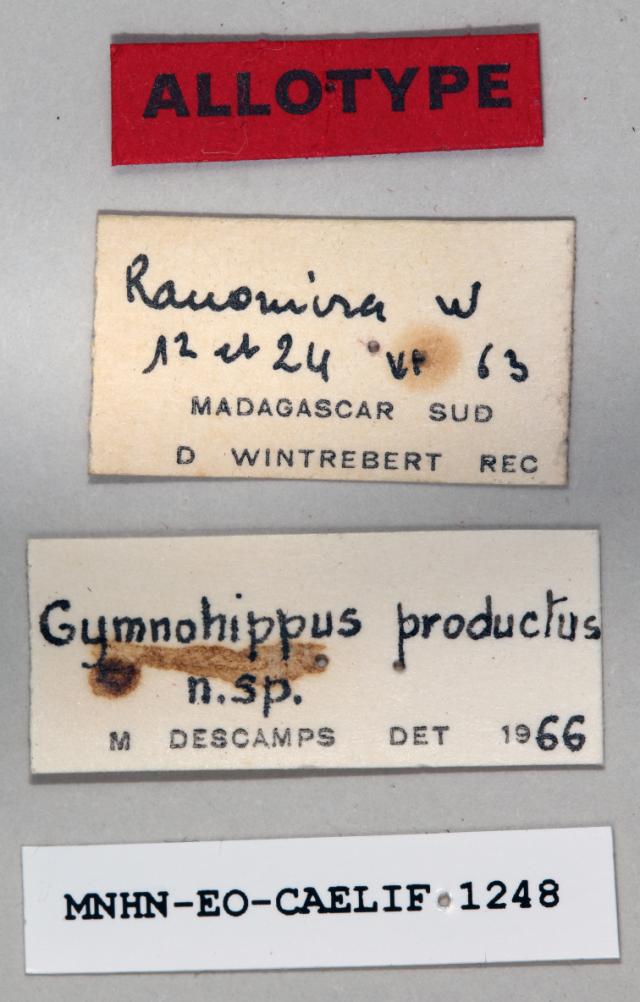 ALLOTYPE
Ranomivra W
12 et 24 VI 63
MADAGASCAR SUD
D WINTREBERT REC
Gymnohippus productus
n.sp.
M DESCAMPS DET 1966
MNHN-EO-CAELIF 1248